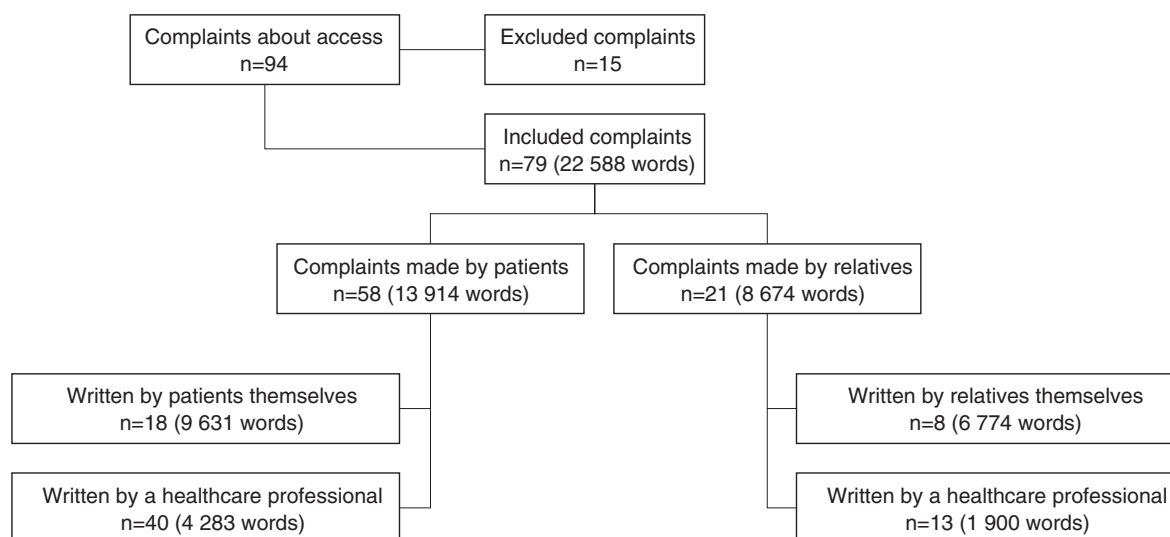 Complaints about access
n=94
Excluded complaints
n=15
Included complaints
n=79 (22 588 words)
Complaints made by patients
n=58 (13 914 words)
Complaints made by relatives
n=21 (8 674 words)
Written by patients themselves
n=18 (9 631 words)
Written by relatives themselves
n=8 (6 774 words)
Written by a healthcare professional
n=40 (4 283 words)
Written by a healthcare professional
n=13 (1 900 words)